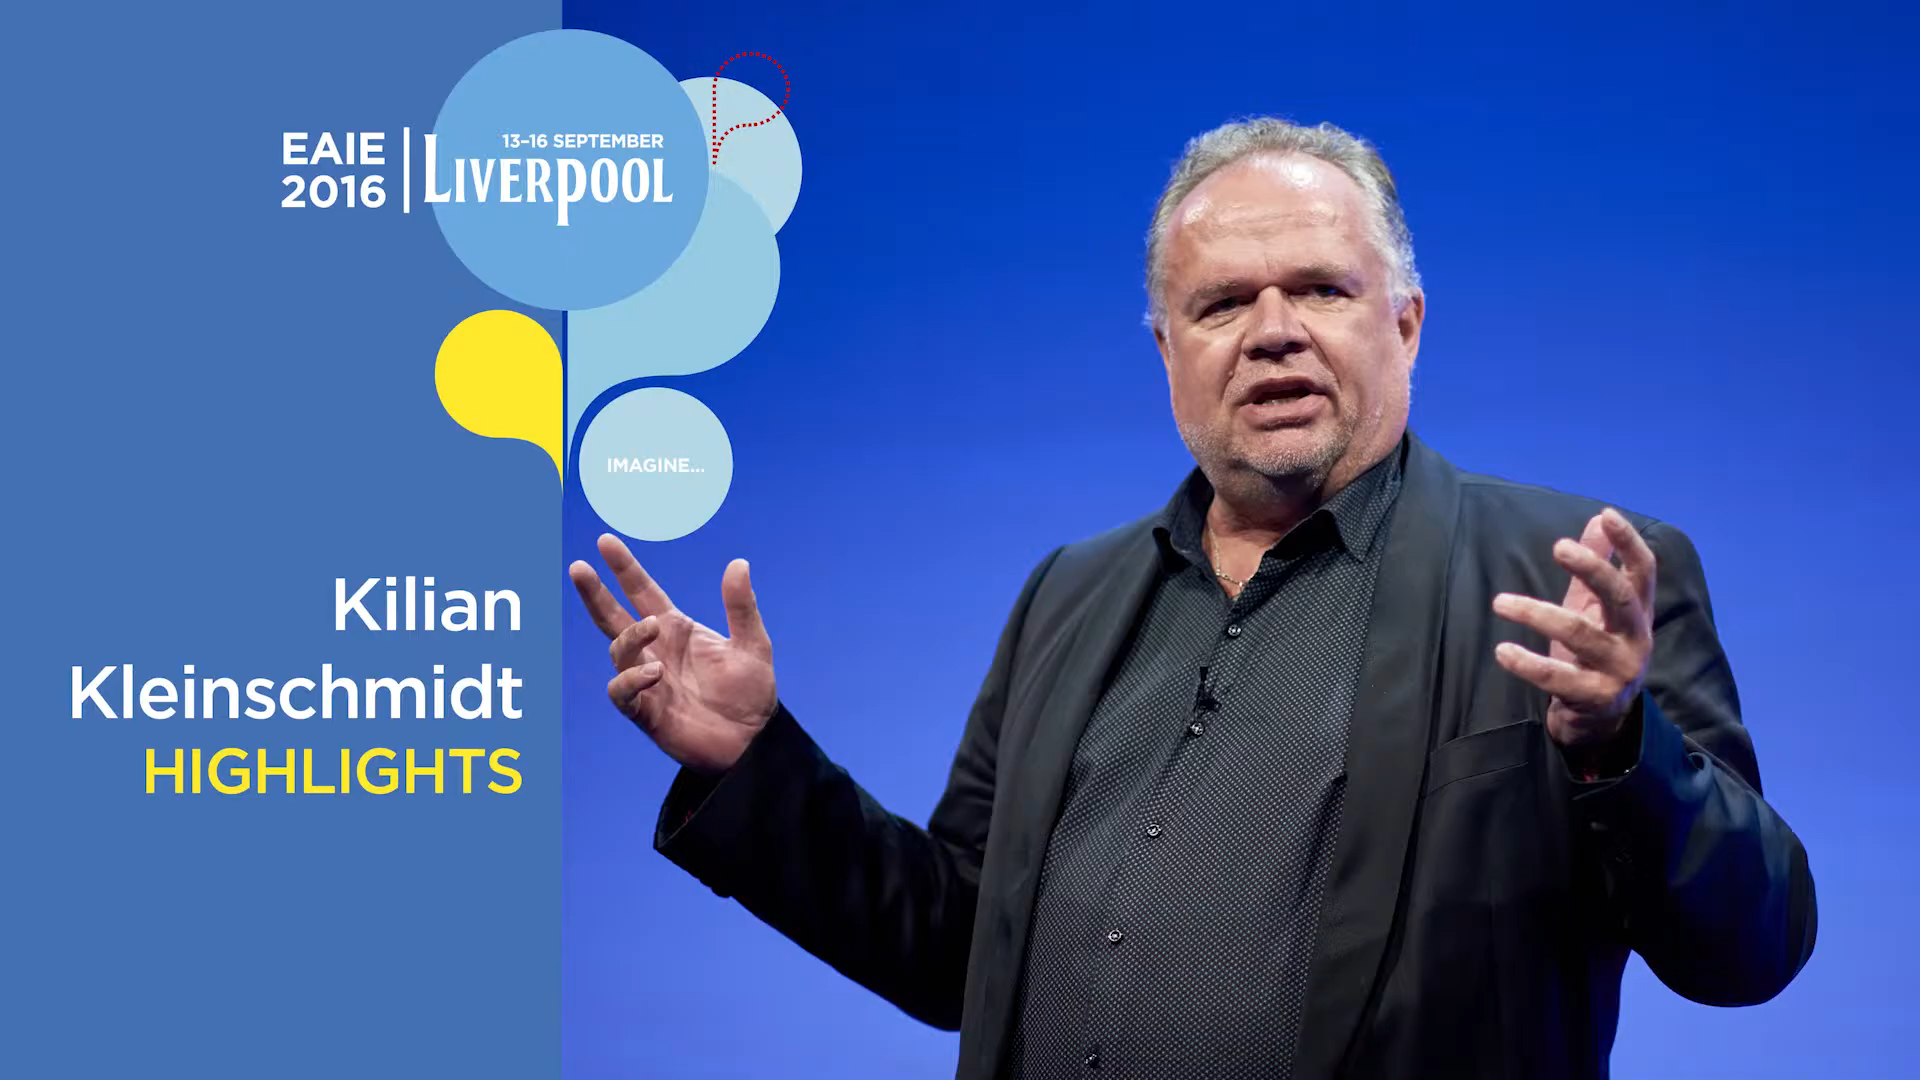 EAIE
2016
13–16 SEPTEMBER
LIVERPOOL
IMAGINE...
Kilian
Kleinschmidt
HIGHLIGHTS